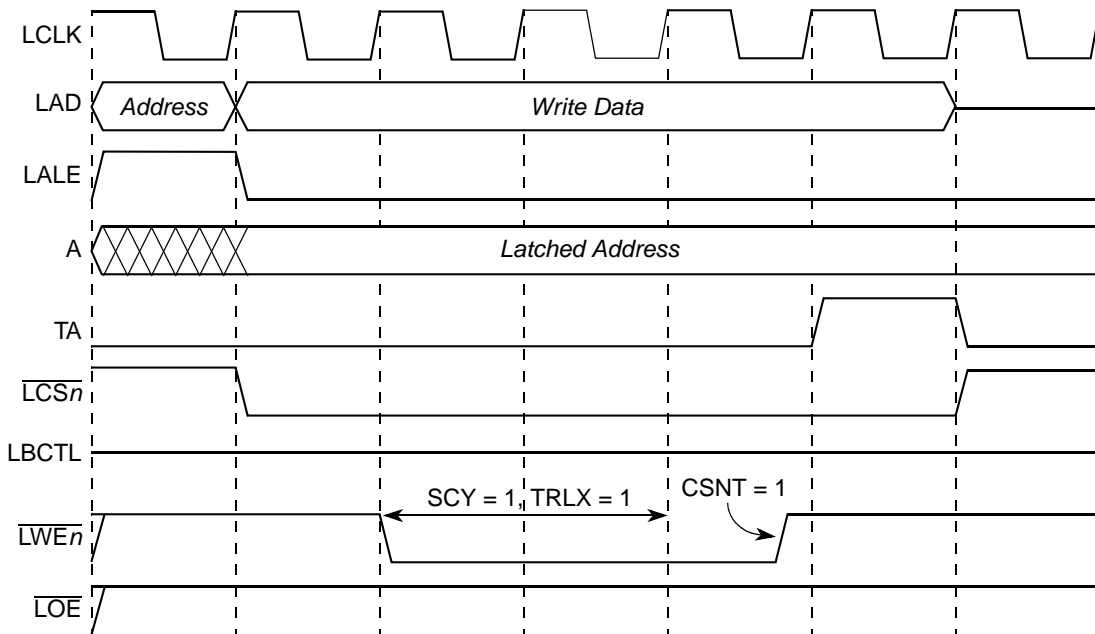 LCLK
LAD Address Write Data
LALE
A Latched Address
TA
LCSn
LBCTL
SCY = 1, TRLX = 1 CSNT = 1
LWEn
LOE